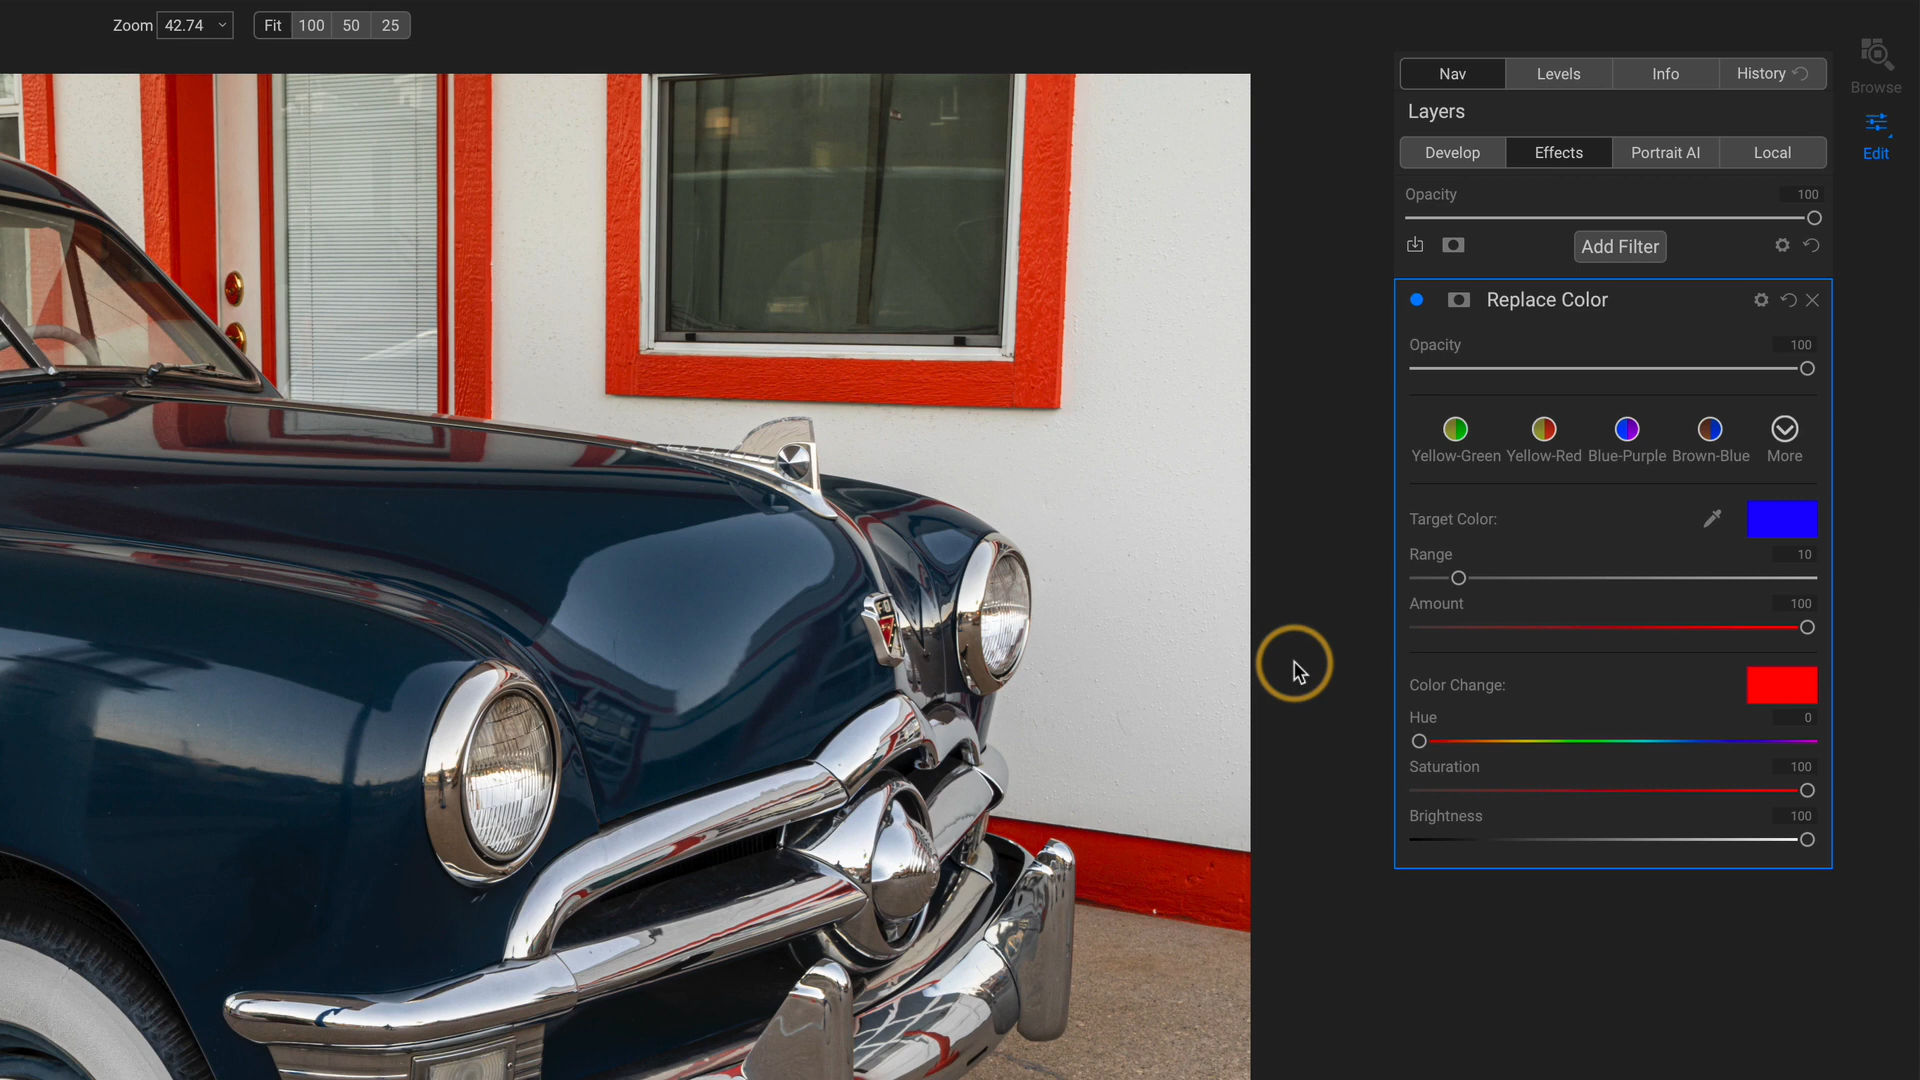 Zoom 42.74 Fit 100 50 25
Nav Levels Info History
Browse
Layers
Edit
Develop Effects Portrait AI Local
Opacity 100
Add Filter
Replace Color
Opacity 100
Yellow-Green Yellow-Red Blue-Purple Brown-Blue More
Target Color:
Range 10
Amount 100
Color Change:
Hue 0
Saturation 100
Brightness 100